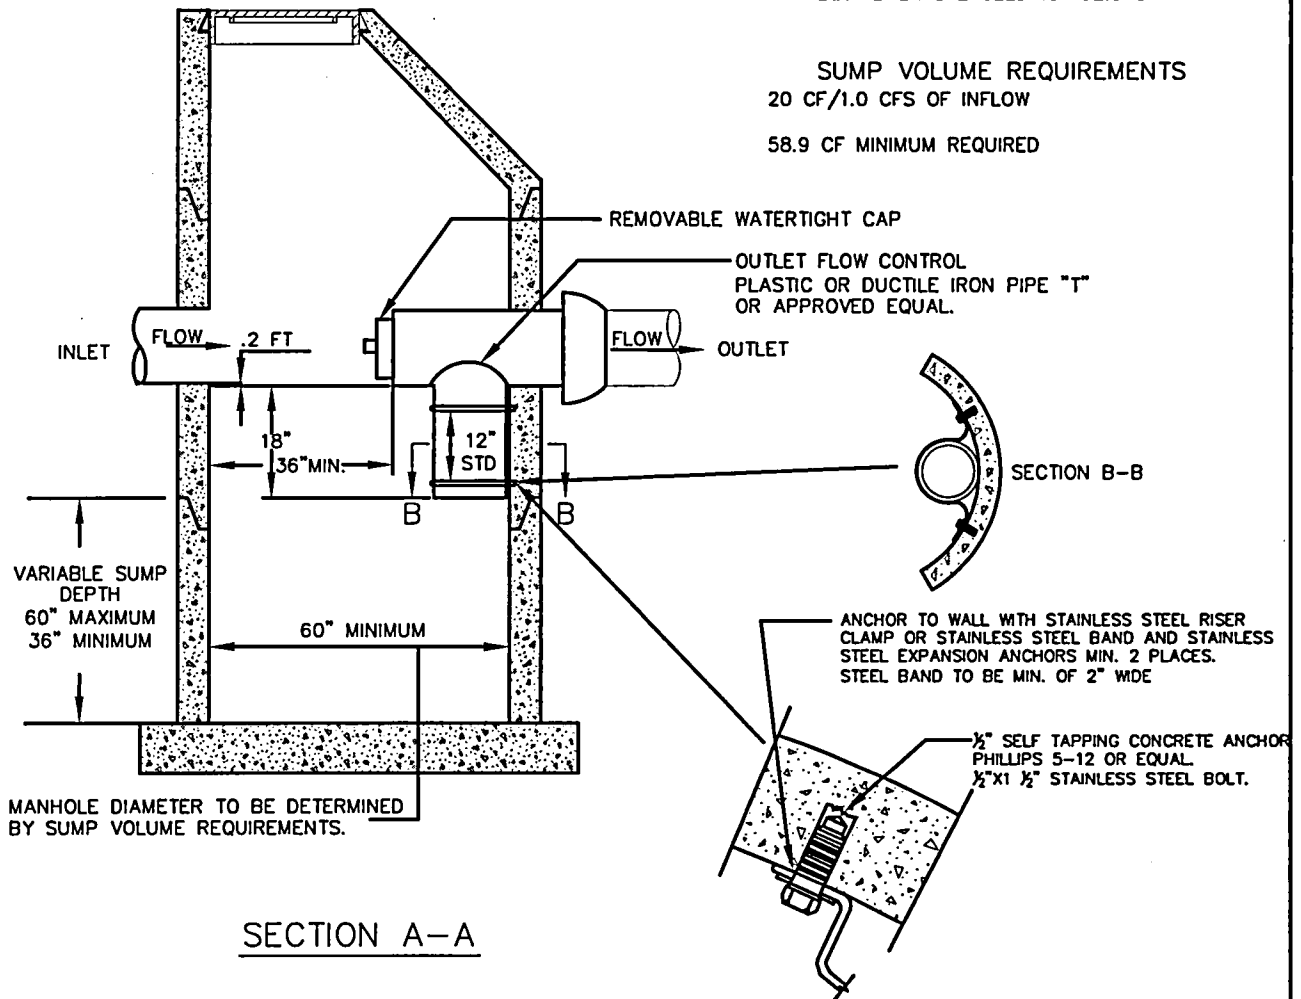 SUMP VOLUME REQUIREMENTS
20 CF/1.0 CFS OF INFLOW
58.9 CF MINIMUM REQUIRED
REMOVABLE WATERTIGHT CAP
OUTLET FLOW CONTROL
PLASTIC OR DUCTILE IRON PIPE "T"
OR APPROVED EQUAL.
INLET
FLOW
.2 FT
FLOW
OUTLET
18"
36"MIN.
12"
STD
B
B
SECTION B-B
VARIABLE SUMP
DEPTH
60" MAXIMUM
36" MINIMUM
60" MINIMUM
ANCHOR TO WALL WITH STAINLESS STEEL RISER
CLAMP OR STAINLESS STEEL BAND AND STAINLESS
STEEL EXPANSION ANCHORS MIN. 2 PLACES.
STEEL BAND TO BE MIN. OF 2" WIDE
½" SELF TAPPING CONCRETE ANCHOR
PHILLIPS 5-12 OR EQUAL.
½"X1 ½" STAINLESS STEEL BOLT.
MANHOLE DIAMETER TO BE DETERMINED
BY SUMP VOLUME REQUIREMENTS.
SECTION A-A